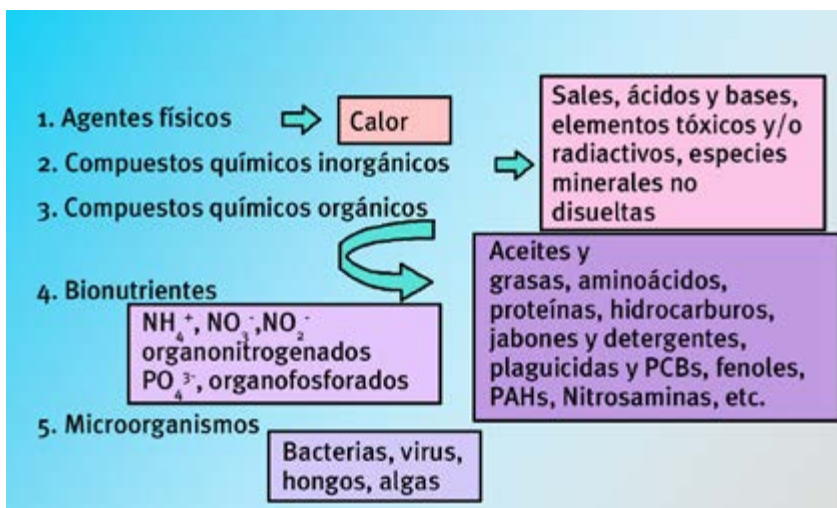 1. Agentes físicos
Calor
2. Compuestos químicos inorgánicos
Sales, ácidos y bases,
elementos tóxicos y/o
radiactivos, especies
minerales no
disueltas
3. Compuestos químicos orgánicos
Aceites y
grasas, aminoácidos,
proteínas, hidrocarburos,
jabones y detergentes,
plaguicidas y PCBs, fenoles,
PAHs, Nitrosaminas, etc.
4. Bionutrientes
NH₄⁺, NO₃⁻,NO₂⁻
organonitrogenados
PO₄³⁻, organofosforados
5. Microorganismos
Bacterias, virus,
hongos, algas